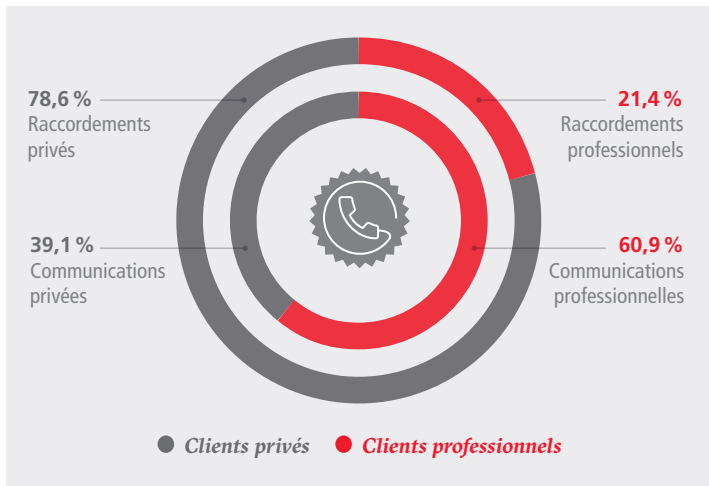 78,6 %
Raccordements
privés
21,4 %
Raccordements
professionnels
39,1 %
Communications
privées
60,9 %
Communications
professionnelles
Clients privés
Clients professionnels